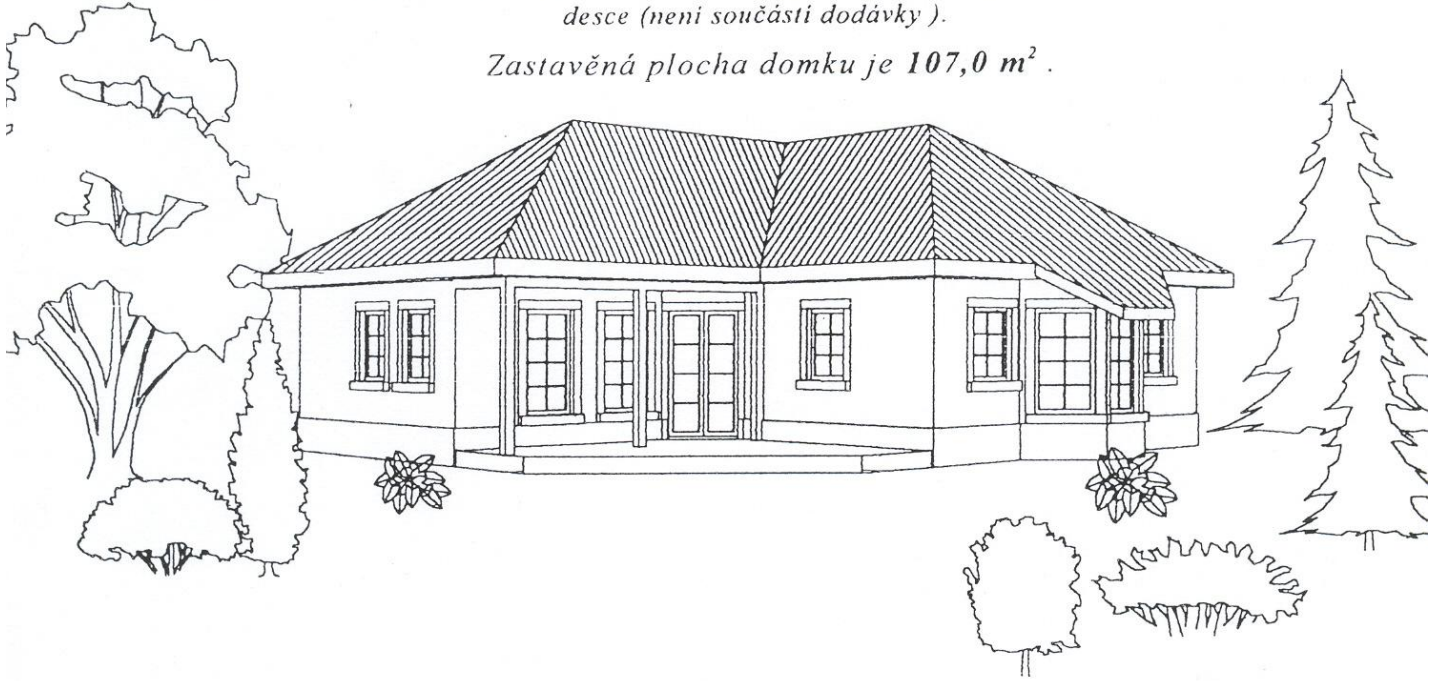 desce (není součástí dodávky ).
Zastavěná plocha domku je 107,0 m² .